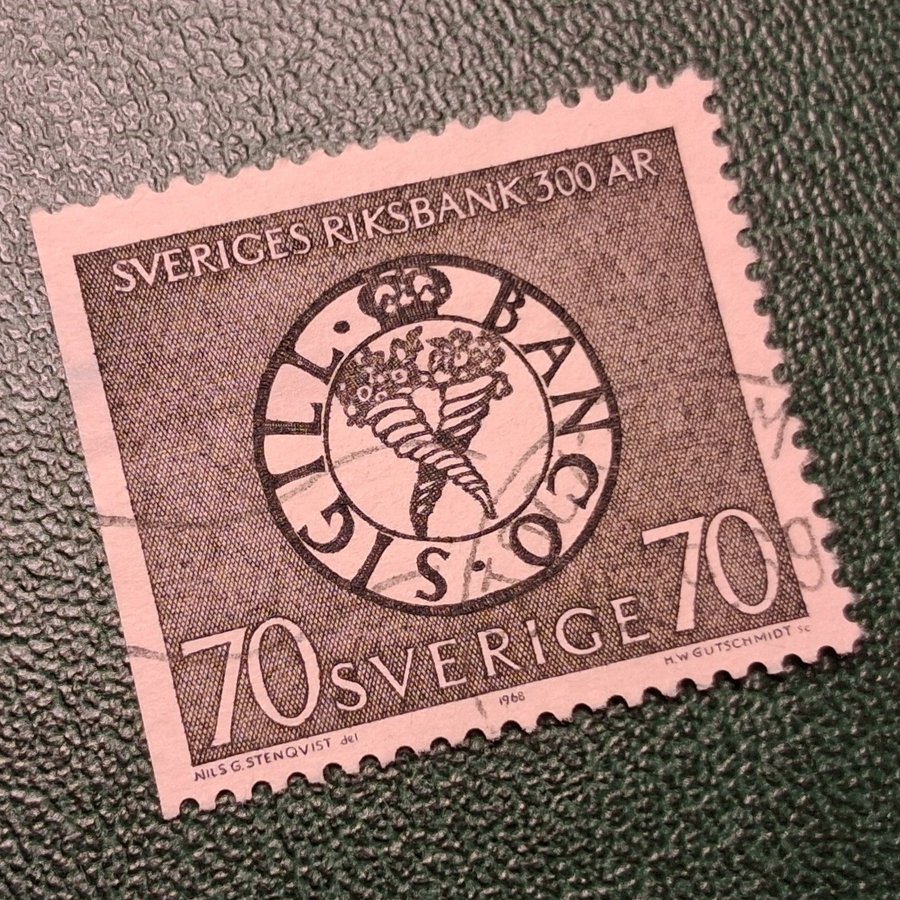 SVERIGES RIKSBANK 300 ÅR
BANCO·S·SIGILL·
70 SVERIGE 70
NILS G. STENQVIST del
1968
H.W GUTSCHMIDT sc